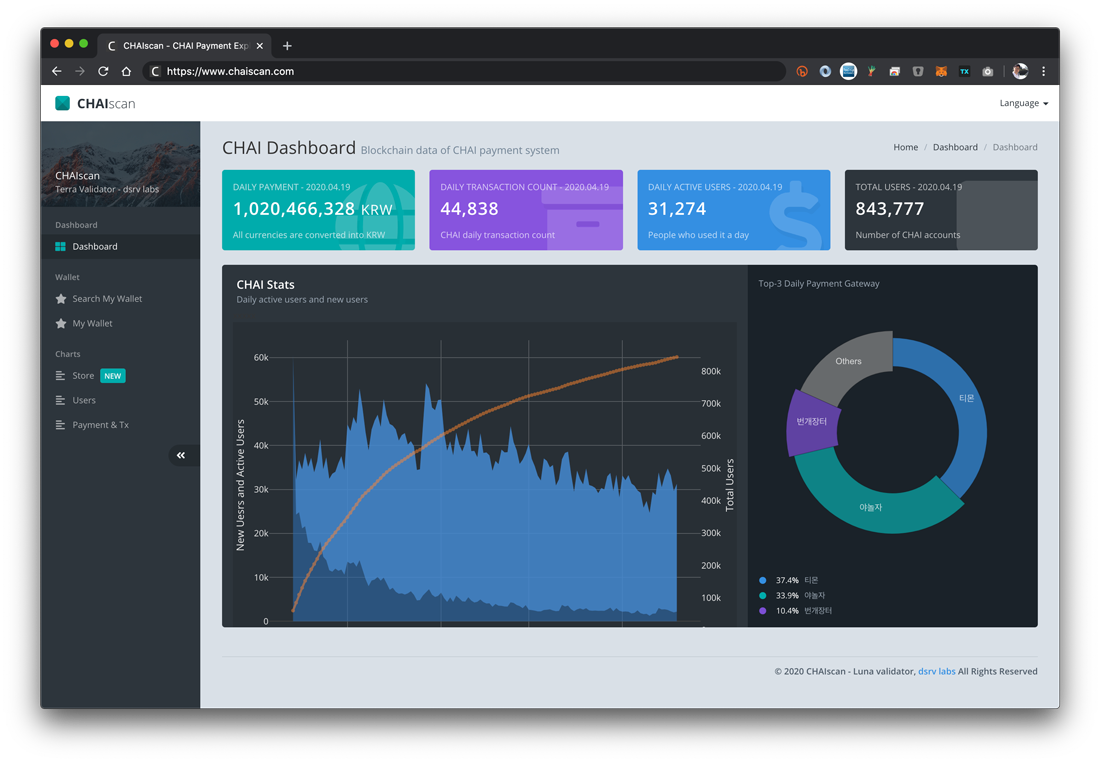 CHAIscan - CHAI Payment Exp
https://www.chaiscan.com
CHAIscan
Language
CHAIscan
Terra Validator - dsrv labs
Dashboard
Dashboard
Wallet
Search My Wallet
My Wallet
Charts
Store NEW
Users
Payment & Tx
CHAI Dashboard Blockchain data of CHAI payment system
Home / Dashboard / Dashboard
DAILY PAYMENT - 2020.04.19
1,020,466,328 KRW
All currencies are converted into KRW
DAILY TRANSACTION COUNT - 2020.04.19
44,838
CHAI daily transaction count
DAILY ACTIVE USERS - 2020.04.19
31,274
People who used it a day
TOTAL USERS - 2020.04.19
843,777
Number of CHAI accounts
CHAI Stats
Daily active users and new users
New Uesrs and Active Users
60k
50k
40k
30k
20k
10k
0
800k
700k
600k
500k
400k
300k
200k
100k
Total Users
Top-3 Daily Payment Gateway
Others
티몬
번개장터
야놀자
37.4% 티몬
33.9% 야놀자
10.4% 번개장터
© 2020 CHAIscan - Luna validator, dsrv labs All Rights Reserved